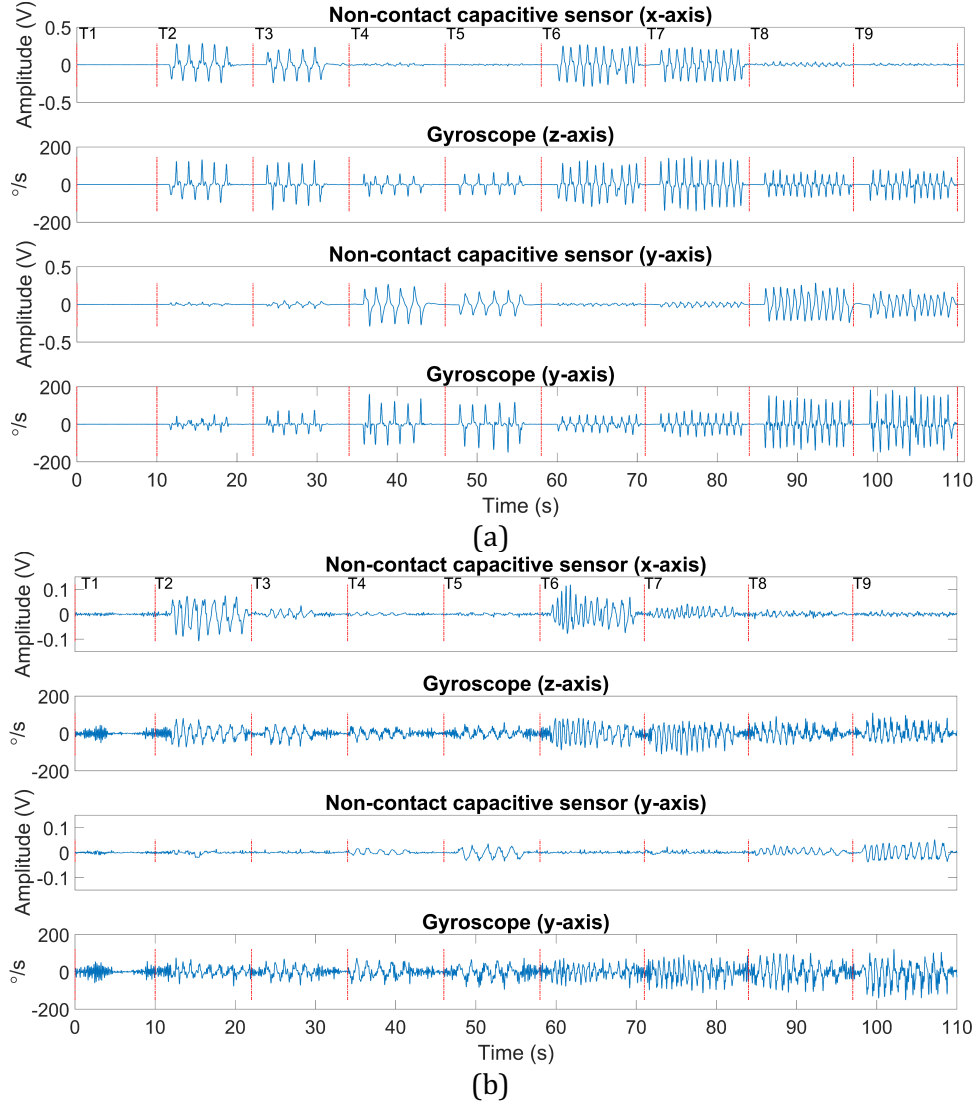 (a)
Non-contact capacitive sensor (x-axis)
T1 T2 T3 T4 T5 T6 T7 T8 T9
Amplitude (V)
0.5
0
-0.5
Gyroscope (z-axis)
°/s
200
0
-200
Non-contact capacitive sensor (y-axis)
Amplitude (V)
0.5
0
-0.5
Gyroscope (y-axis)
°/s
200
0
-200
0 10 20 30 40 50 60 70 80 90 100 110
Time (s)
(a)
Non-contact capacitive sensor (x-axis)
T1 T2 T3 T4 T5 T6 T7 T8 T9
Amplitude (V)
0.1
0
-0.1
Gyroscope (z-axis)
°/s
200
0
-200
Non-contact capacitive sensor (y-axis)
Amplitude (V)
0.1
0
-0.1
Gyroscope (y-axis)
°/s
200
0
-200
0 10 20 30 40 50 60 70 80 90 100 110
Time (s)
(b)